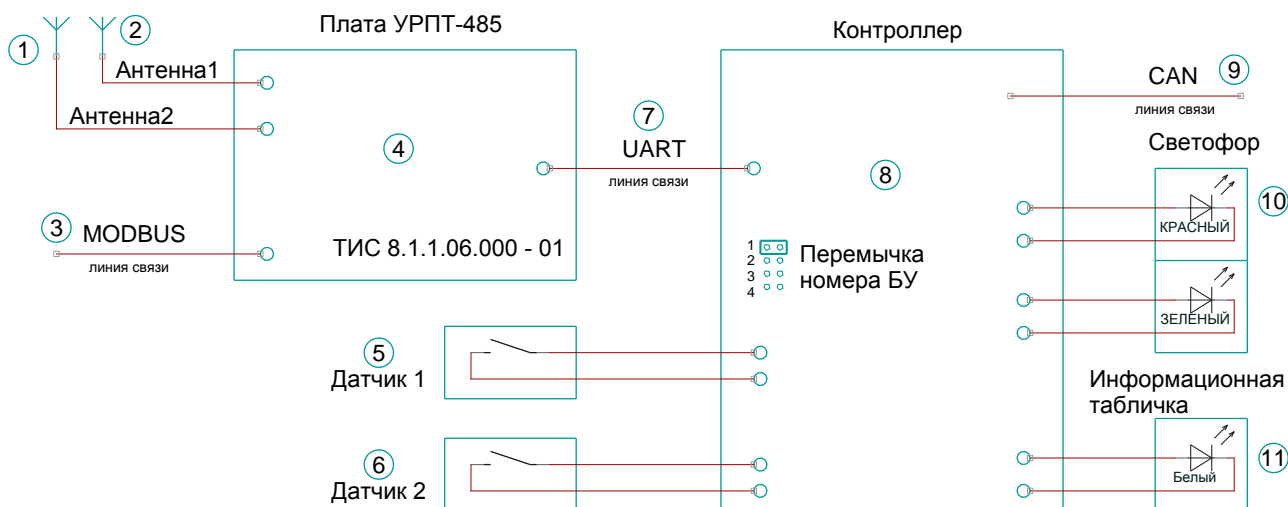 Плата УРПТ-485
Контроллер
1
2
Антенна1
Антенна2
3
MODBUS
линия связи
4
ТИС 8.1.1.06.000 - 01
7
UART
линия связи
8
1
2
3
4
Перемычка
номера БУ
CAN
9
линия связи
Светофор
10
КРАСНЫЙ
ЗЕЛЁНЫЙ
5
Датчик 1
6
Датчик 2
Информационная
табличка
11
Белый